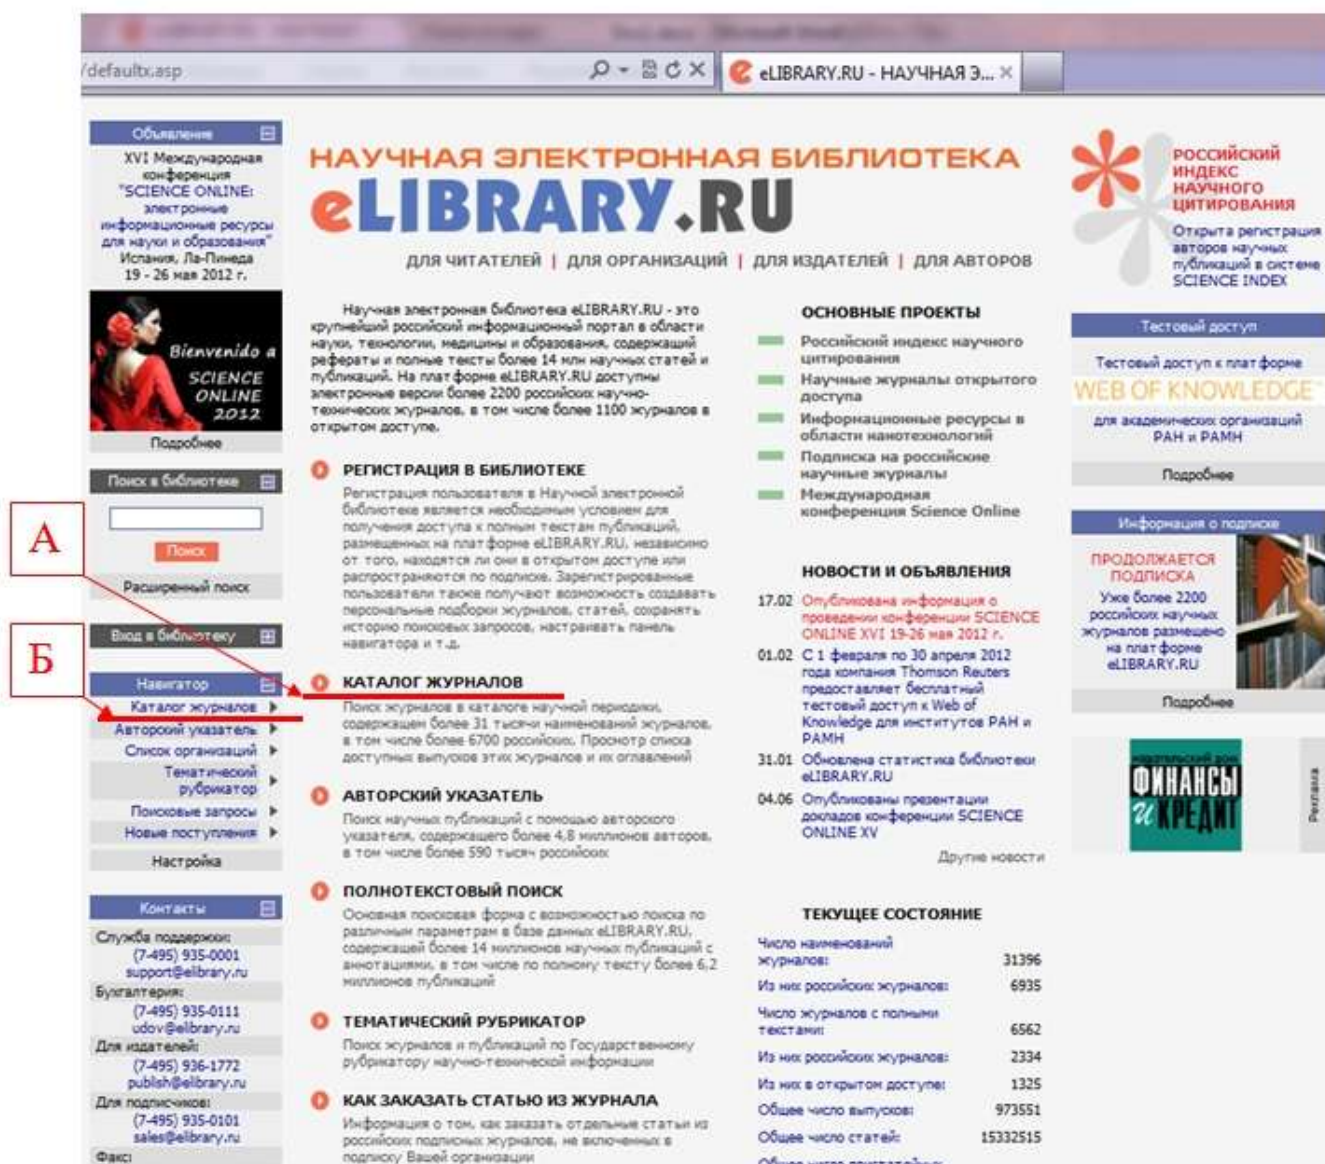 /defaultx.asp
eLIBRARY.RU - НАУЧНАЯ Э...
Объявление
XVI Международная
конференция
"SCIENCE ONLINE:
электронные
информационные ресурсы
для науки и образования"
Испания, Ла-Пинеда
19 - 26 мая 2012 г.
Bienvenido a
SCIENCE
ONLINE
2012
Подробнее
Поиск в библиотеке
Поиск
Расширенный поиск
А
Вход в библиотеку
Б
Навигатор
Каталог журналов
Авторский указатель
Список организаций
Тематический
рубрикатор
Поисковые запросы
Новые поступления
Настройка
Контакты
Служба поддержки:
(7-495) 935-0001
support@elibrary.ru
Бухгалтерия:
(7-495) 935-0111
udov@elibrary.ru
Для издателей:
(7-495) 936-1772
publish@elibrary.ru
Для подписчиков:
(7-495) 935-0101
sales@elibrary.ru
Факс:
НАУЧНАЯ ЭЛЕКТРОННАЯ БИБЛИОТЕКА
eLIBRARY.RU
ДЛЯ ЧИТАТЕЛЕЙ | ДЛЯ ОРГАНИЗАЦИЙ | ДЛЯ ИЗДАТЕЛЕЙ | ДЛЯ АВТОРОВ
Научная электронная библиотека eLIBRARY.RU - это
крупнейший российский информационный портал в области
науки, технологии, медицины и образования, содержащий
рефераты и полные тексты более 14 млн научных статей и
публикаций. На платформе eLIBRARY.RU доступны
электронные версии более 2200 российских научно-
технических журналов, в том числе более 1100 журналов в
открытом доступе.
РЕГИСТРАЦИЯ В БИБЛИОТЕКЕ
Регистрация пользователя в Научной электронной
библиотеке является необходимым условием для
получения доступа к полным текстам публикаций,
размещенных на платформе eLIBRARY.RU, независимо
от того, находятся ли они в открытом доступе или
распространяются по подписке. Зарегистрированные
пользователи также получают возможность создавать
персональные подборки журналов, статей, сохранять
историю поисковых запросов, настраивать панель
навигатора и т.д.
КАТАЛОГ ЖУРНАЛОВ
Поиск журналов в каталоге научной периодики,
содержащем более 31 тысячи наименований журналов,
в том числе более 6700 российских. Просмотр списка
доступных выпусков этих журналов и их оглавлений
АВТОРСКИЙ УКАЗАТЕЛЬ
Поиск научных публикаций с помощью авторского
указателя, содержащего более 4,8 миллионов авторов,
в том числе более 590 тысяч российских
ПОЛНОТЕКСТОВЫЙ ПОИСК
Основная поисковая форма с возможностью поиска по
различным параметрам в базе данных eLIBRARY.RU,
содержащей более 14 миллионов научных публикаций с
аннотациями, в том числе по полному тексту более 6,2
миллионов публикаций
ТЕМАТИЧЕСКИЙ РУБРИКАТОР
Поиск журналов и публикаций по Государственному
рубрикатору научно-технической информации
КАК ЗАКАЗАТЬ СТАТЬЮ ИЗ ЖУРНАЛА
Информация о том, как заказать отдельные статьи из
российских подписных журналов, не включенных в
подписку Вашей организации
ОСНОВНЫЕ ПРОЕКТЫ
Российский индекс научного
цитирования
Научные журналы открытого
доступа
Информационные ресурсы в
области нанотехнологий
Подписка на российские
научные журналы
Международная
конференция Science Online
НОВОСТИ И ОБЪЯВЛЕНИЯ
17.02 Опубликована информация о
проведении конференции SCIENCE
ONLINE XVI 19-26 мая 2012 г.
01.02 С 1 февраля по 30 апреля 2012
года компания Thomson Reuters
предоставляет бесплатный
тестовый доступ к Web of
Knowledge для институтов РАН и
РАМН
31.01 Обновлена статистика библиотеки
eLIBRARY.RU
04.06 Опубликованы презентации
докладов конференции SCIENCE
ONLINE XV
Другие новости
ТЕКУЩЕЕ СОСТОЯНИЕ
Число наименований
журналов: 31396
Из них российских журналов: 6935
Число журналов с полными
текстами: 6562
Из них российских журналов: 2334
Из них в открытом доступе: 1325
Общее число выпусков: 973551
Общее число статей: 15332515
РОССИЙСКИЙ
ИНДЕКС
НАУЧНОГО
ЦИТИРОВАНИЯ
Открыта регистрация
авторов научных
публикаций в системе
SCIENCE INDEX
Тестовый доступ
Тестовый доступ к платформе
WEB OF KNOWLEDGE
для академических организаций
РАН и РАМН
Подробнее
Информация о подписке
ПРОДОЛЖАЕТСЯ
ПОДПИСКА
Уже более 2200
российских научных
журналов размещено
на платформе
eLIBRARY.RU
Подробнее
ИЗДАТЕЛЬСКИЙ ДОМ
ФИНАНСЫ
и КРЕДИТ
Реклама